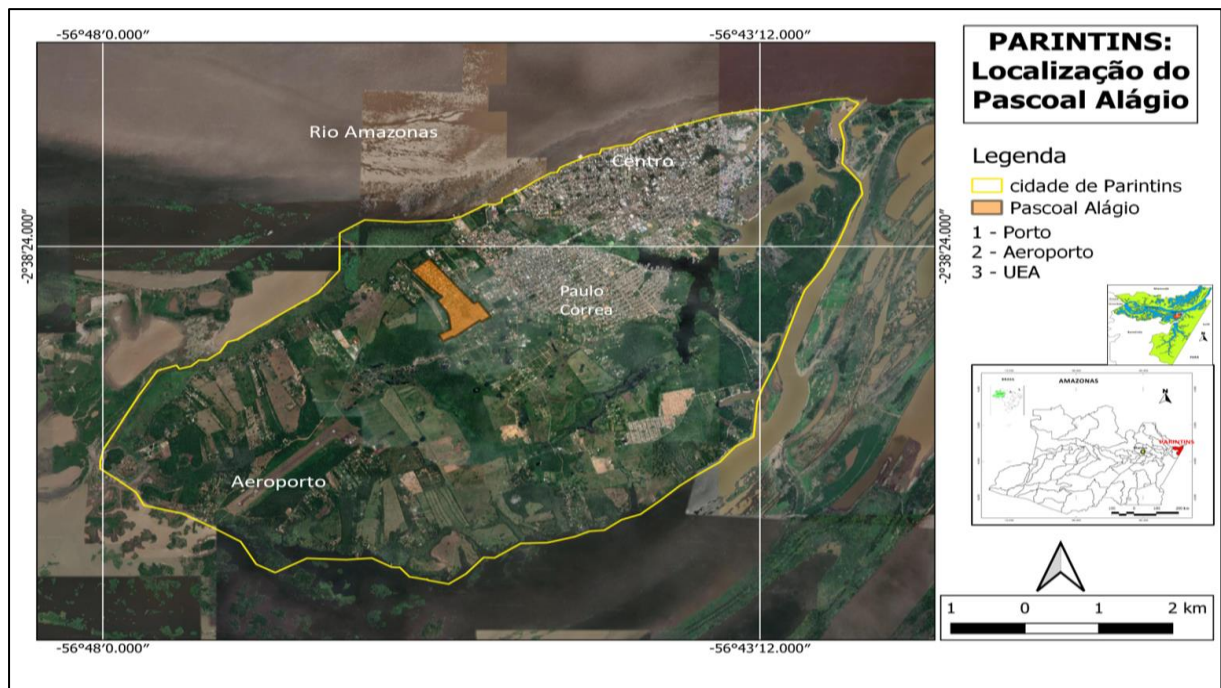 -56°48′0.000″
-56°43′12.000″
PARINTINS:
Localização do
Pascoal Alágio
Rio Amazonas
Centro
-2°38′24.000″
-2°38′24.000″
Paulo
Correa
Aeroporto
Legenda
cidade de Parintins
Pascoal Alágio
1 - Porto
2 - Aeroporto
3 - UEA
AMAZONAS
BRASIL
N
PARINTINS
-56°48′0.000″
-56°43′12.000″
1 0 1 2 km